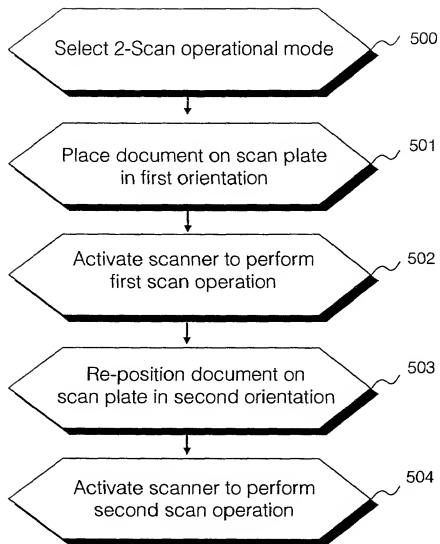 Select 2-Scan operational mode
500
Place document on scan plate
in first orientation
501
Activate scanner to perform
first scan operation
502
Re-position document on
scan plate in second orientation
503
Activate scanner to perform
second scan operation
504